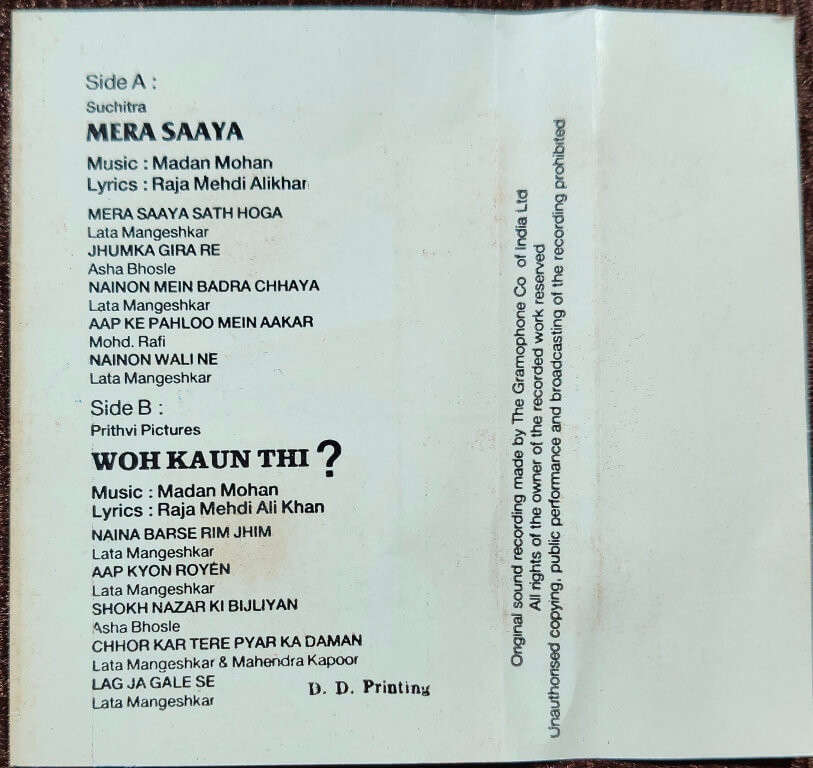 Side A :
Suchitra
MERA SAAYA
Music : Madan Mohan
Lyrics : Raja Mehdi Alikhan
MERA SAAYA SATH HOGA
Lata Mangeshkar
JHUMKA GIRA RE
Asha Bhosle
NAINON MEIN BADRA CHHAYA
Lata Mangeshkar
AAP KE PAHLOO MEIN AAKAR
Mohd. Rafi
NAINON WALI NE
Lata Mangeshkar
Side B :
Prithvi Pictures
WOH KAUN THI ?
Music : Madan Mohan
Lyrics : Raja Mehdi Ali Khan
NAINA BARSE RIM JHIM
Lata Mangeshkar
AAP KYON ROYEN
Lata Mangeshkar
SHOKH NAZAR KI BIJLIYAN
Asha Bhosle
CHHOR KAR TERE PYAR KA DAMAN
Lata Mangeshkar & Mahendra Kapoor
LAG JA GALE SE
Lata Mangeshkar
D. D. Printing
Original sound recording made by The Gramophone Co of India Ltd
All rights of the owner of the recorded work reserved
Unauthorised copying, public performance and broadcasting of the recording prohibited